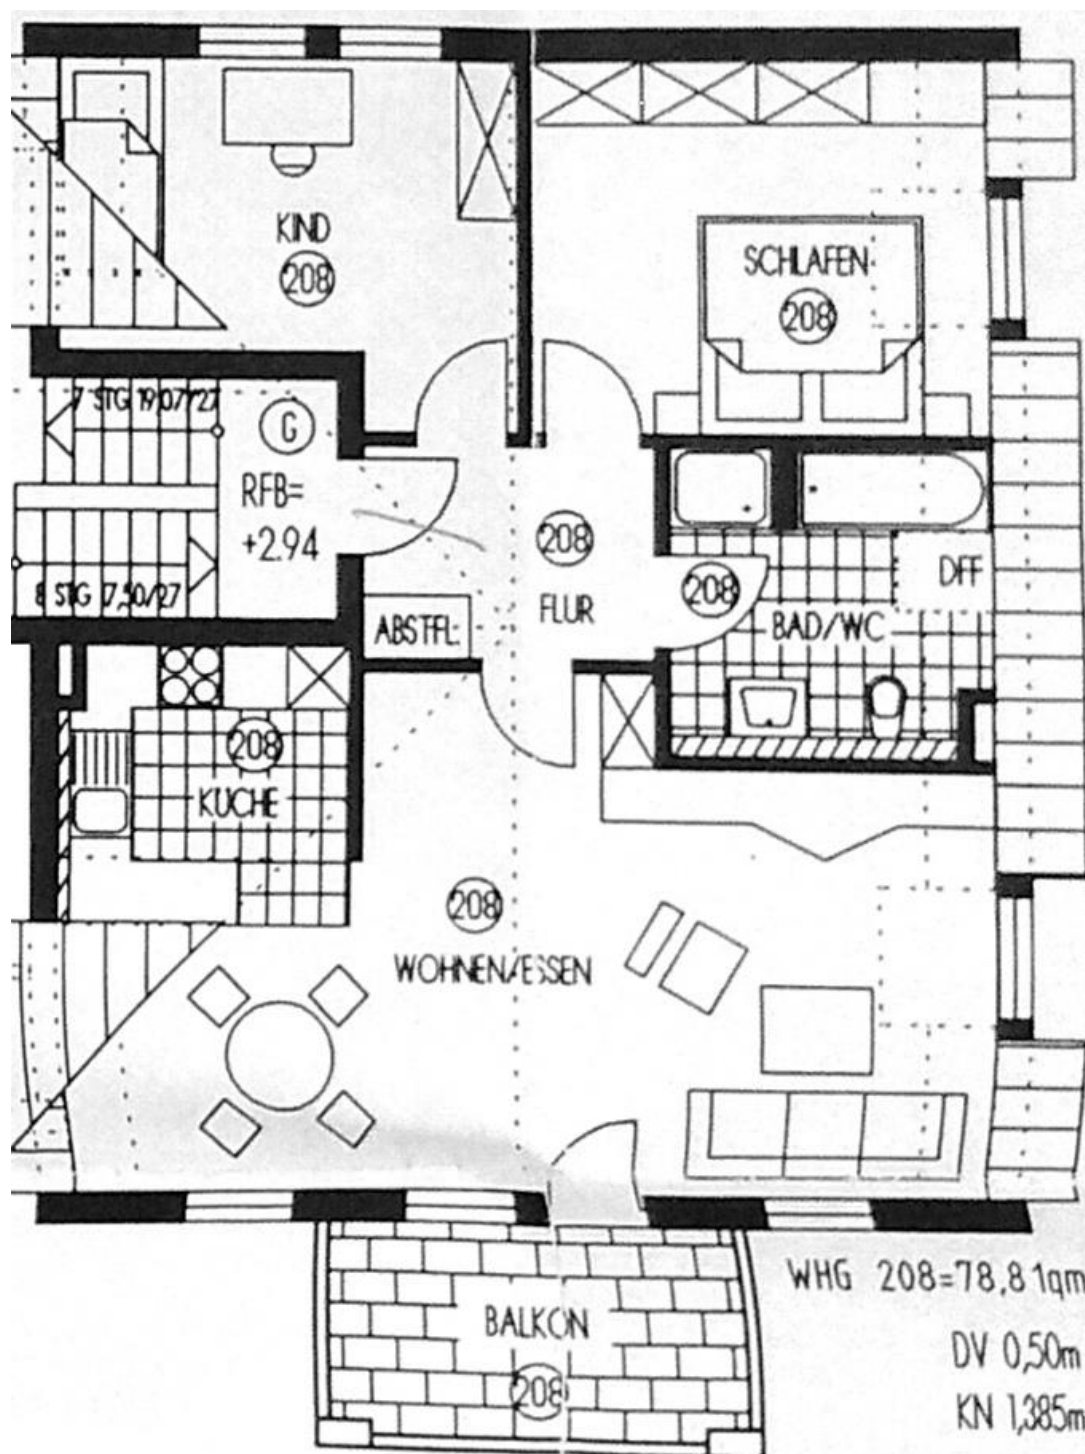 KIND
208
SCHLAFEN
208
7 STG 19,07/27
G
RFB=
+2.94
8 STG 17,50/27
208
FLUR
208
DFF
BAD/WC
ABSTFL.
208
KÜCHE
208
WOHNEN/ESSEN
BALKON
208
WHG 208=78,81qm
DV 0,50m
KN 1,385m